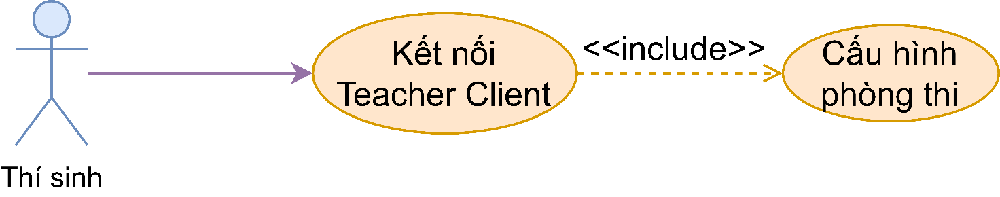 Kết nối
Teacher Client
<<include>>
Cấu hình
phòng thi
Thí sinh